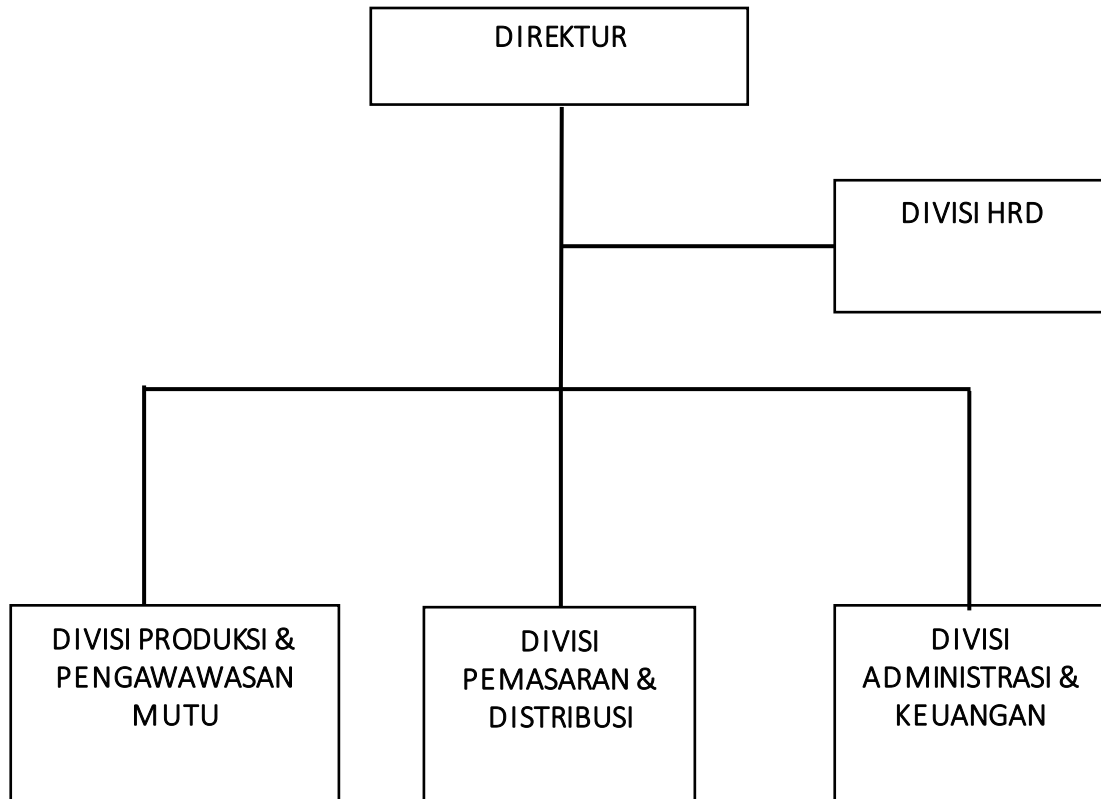 DIREKTUR
DIVISI HRD
DIVISI PRODUKSI &
PENGAWAWASAN
MUTU
DIVISI
PEMASARAN &
DISTRIBUSI
DIVISI
ADMINISTRASI &
KEUANGAN